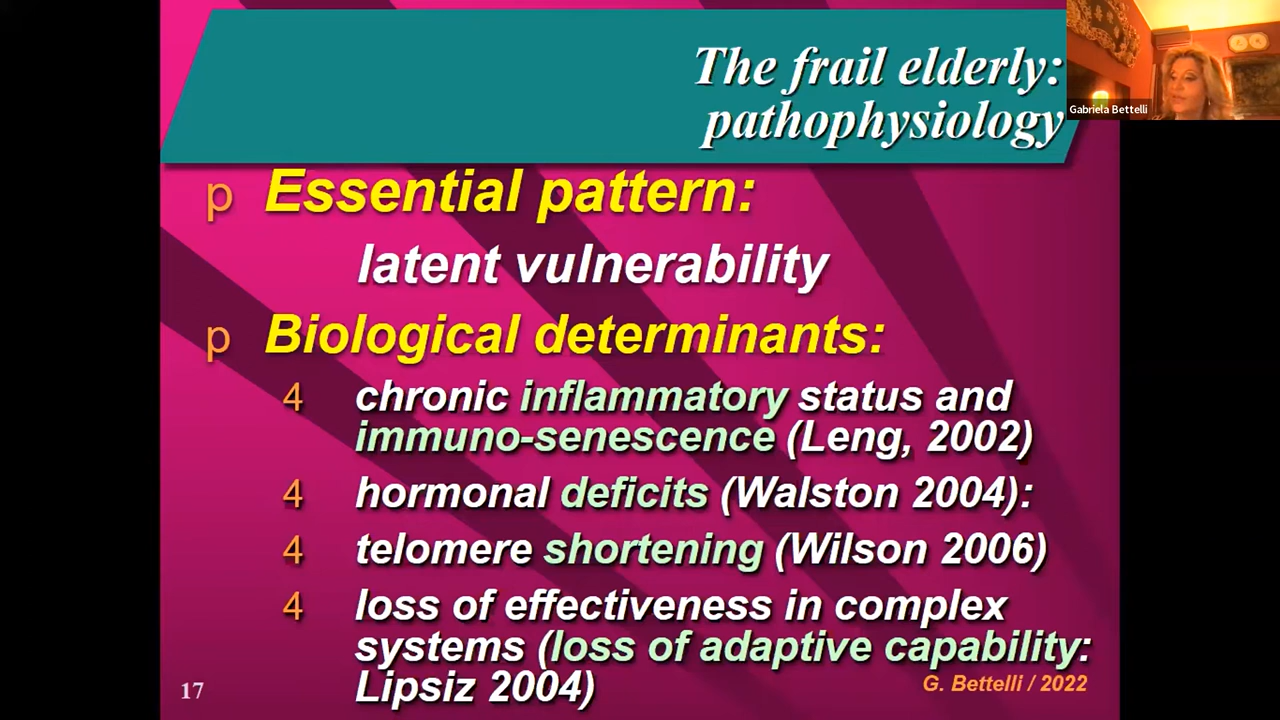 The frail elderly:
pathophysiology
Gabriela Bettelli
p Essential pattern:
latent vulnerability
p Biological determinants:
4 chronic inflammatory status and
immuno-senescence (Leng, 2002)
4 hormonal deficits (Walston 2004):
4 telomere shortening (Wilson 2006)
4 loss of effectiveness in complex
systems (loss of adaptive capability:
Lipsiz 2004)
G. Bettelli / 2022
17